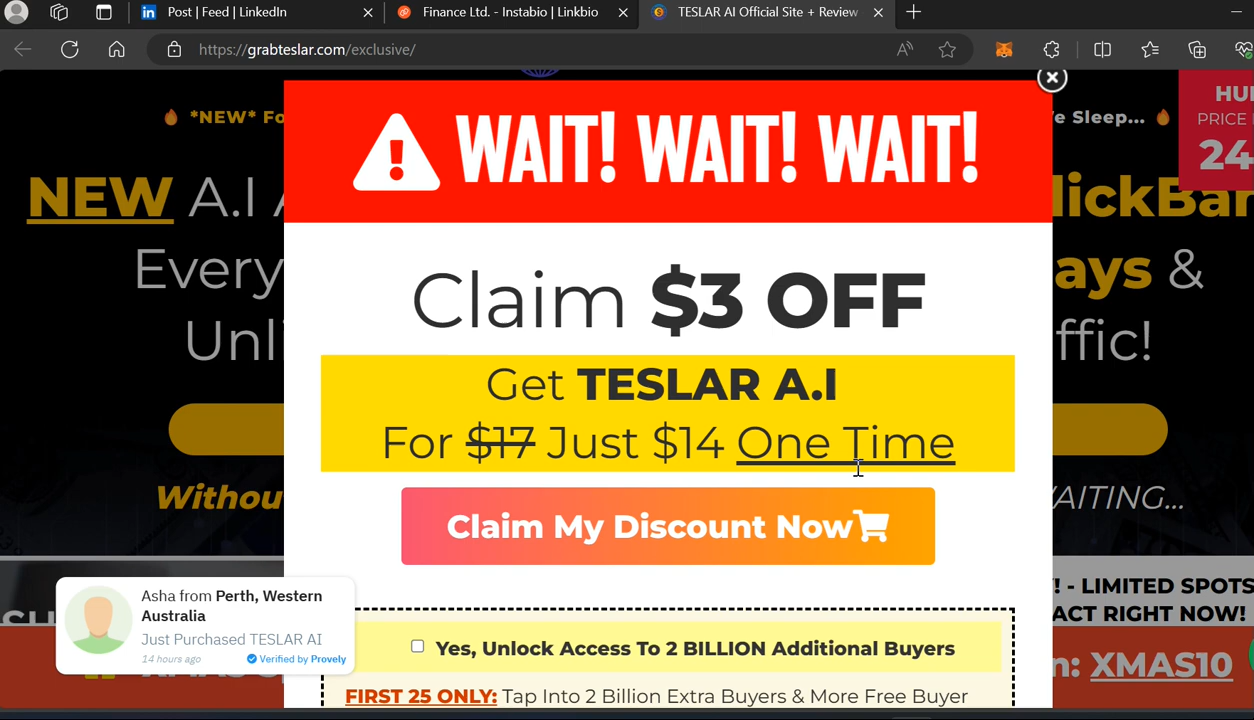 Post | Feed | LinkedIn
Finance Ltd. - Instabio | Linkbio
TESLAR AI Official Site + Review
https://grabteslar.com/exclusive/
*NEW* Fo
e Sleep...
HU
PRICE
24
WAIT! WAIT! WAIT!
NEW A.I A
lickBan
Every
ays &
Unl
ffic!
Claim $3 OFF
Get TESLAR A.I
For $17 Just $14 One Time
Withou
AITING...
Claim My Discount Now
! - LIMITED SPOTS
ACT RIGHT NOW!
Asha from Perth, Western
Australia
Just Purchased TESLAR AI
14 hours ago
Verified by Provely
Yes, Unlock Access To 2 BILLION Additional Buyers
n: XMAS10
FIRST 25 ONLY: Tap Into 2 Billion Extra Buyers & More Free Buyer